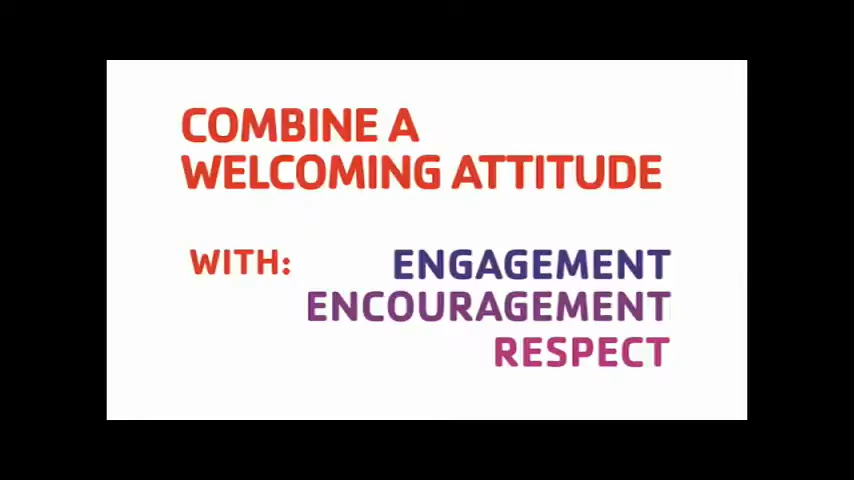 COMBINE A
WELCOMING ATTITUDE
WITH: ENGAGEMENT
ENCOURAGEMENT
RESPECT